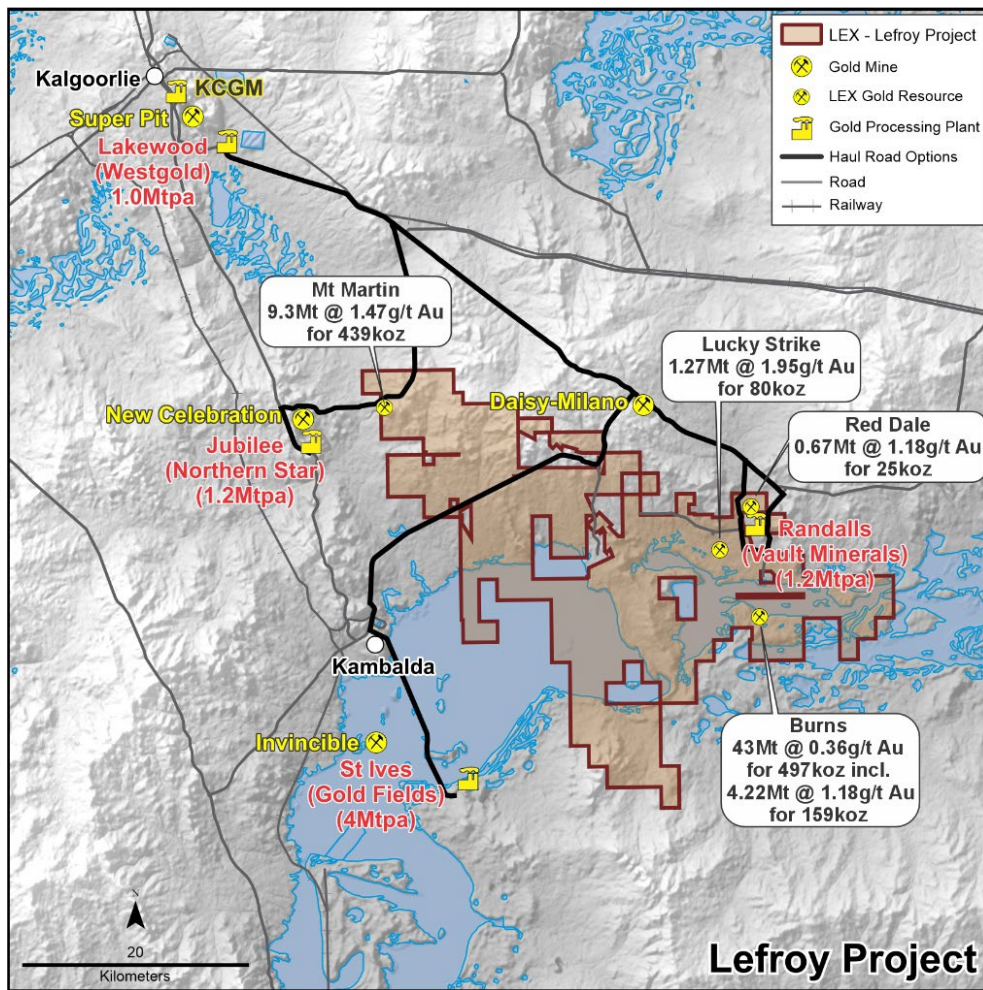 LEX - Lefroy Project
Gold Mine
LEX Gold Resource
Gold Processing Plant
Haul Road Options
Road
Railway
Kalgoorlie
KCGM
Super Pit
Lakewood
(Westgold)
1.0Mtpa
Mt Martin
9.3Mt @ 1.47g/t Au
for 439koz
Lucky Strike
1.27Mt @ 1.95g/t Au
for 80koz
Daisy-Milano
New Celebration
Jubilee
(Northern Star)
(1.2Mtpa)
Red Dale
0.67Mt @ 1.18g/t Au
for 25koz
Randalls
(Vault Minerals)
(1.2Mtpa)
Kambalda
Invincible
St Ives
(Gold Fields)
(4Mtpa)
Burns
43Mt @ 0.36g/t Au
for 497koz incl.
4.22Mt @ 1.18g/t Au
for 159koz
N
20
Kilometers
Lefroy Project